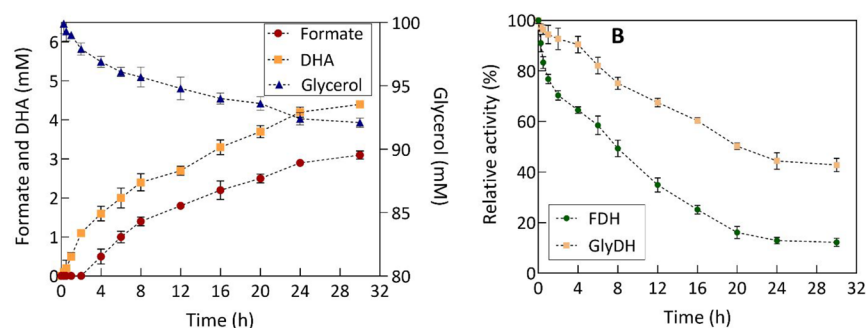 Formate and DHA (mM)
6
5
4
3
2
1
0
Formate
DHA
Glycerol
100
95
90
85
80
Glycerol (mM)
0 4 8 12 16 20 24 28 32
Time (h)
B
Relative activity (%)
100
80
60
40
20
0
FDH
GlyDH
0 4 8 12 16 20 24 28 32
Time (h)